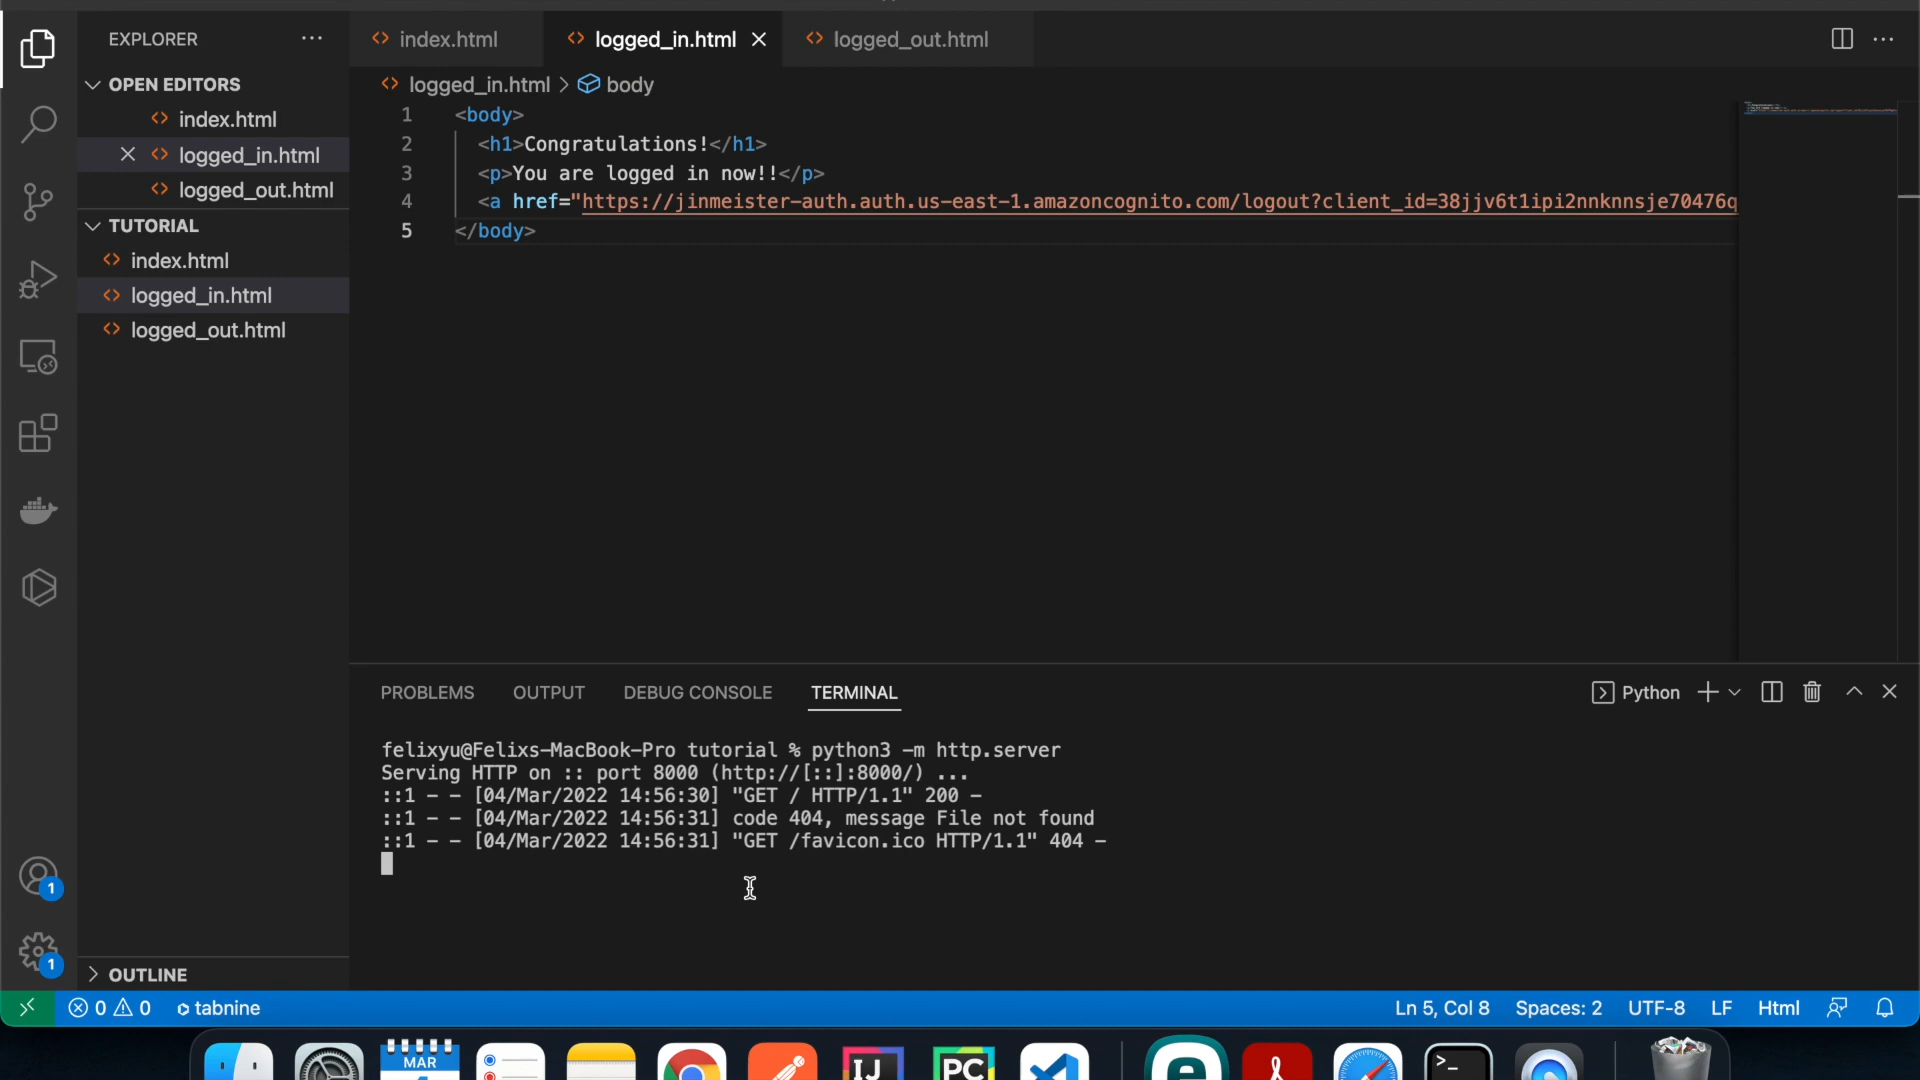 EXPLORER
OPEN EDITORS
index.html
logged_in.html
logged_out.html
TUTORIAL
index.html
logged_in.html
logged_out.html
OUTLINE
index.html
logged_in.html
logged_out.html
logged_in.html > body
1 <body>
2 <h1>Congratulations!</h1>
3 <p>You are logged in now!!</p>
4 <a href="https://jinmeister-auth.auth.us-east-1.amazoncognito.com/logout?client_id=38jjv6t1ipi2nnknnsje70476q
5 </body>
PROBLEMS
OUTPUT
DEBUG CONSOLE
TERMINAL
Python
felixyu@Felixs-MacBook-Pro tutorial % python3 -m http.server
Serving HTTP on :: port 8000 (http://[::]:8000/) ...
::1 - - [04/Mar/2022 14:56:30] "GET / HTTP/1.1" 200 -
::1 - - [04/Mar/2022 14:56:31] code 404, message File not found
::1 - - [04/Mar/2022 14:56:31] "GET /favicon.ico HTTP/1.1" 404 -
1
1
0 0 tabnine
Ln 5, Col 8
Spaces: 2
UTF-8
LF
Html
MAR
IJ
PC